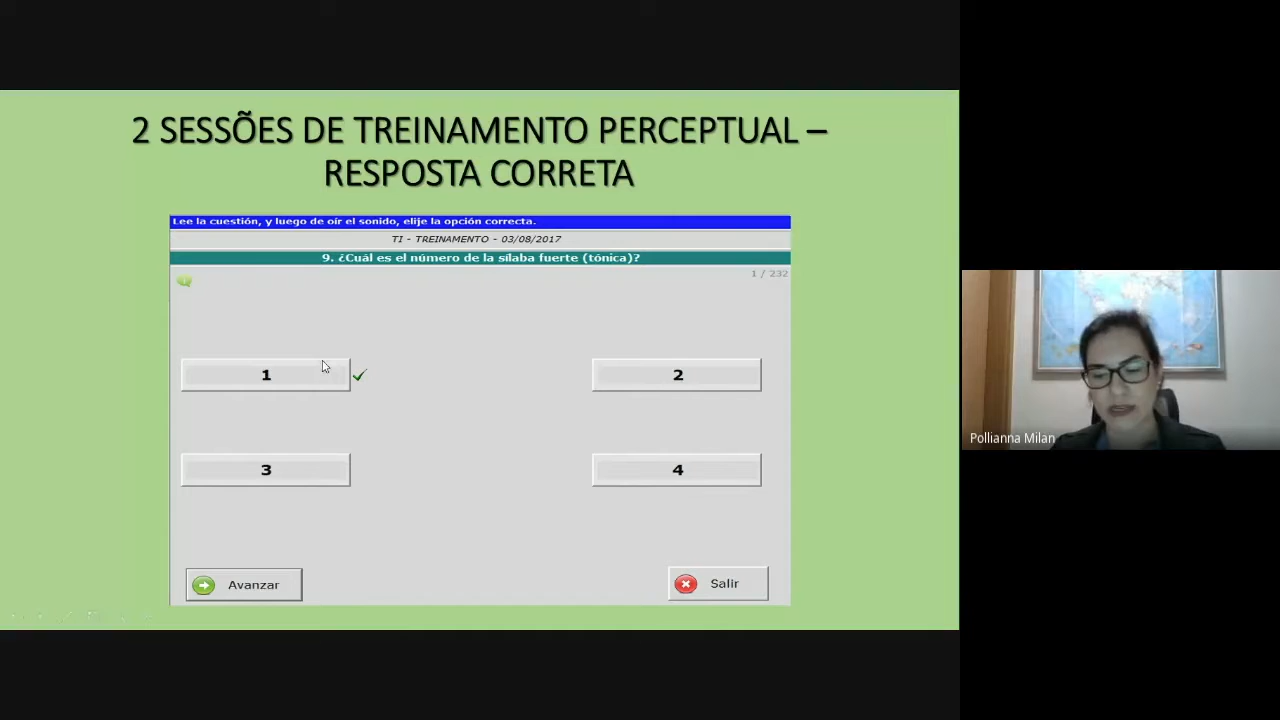 2 SESSÕES DE TREINAMENTO PERCEPTUAL –
RESPOSTA CORRETA
Lee la cuestión, y luego de oír el sonido, elije la opción correcta.
TI - TREINAMENTO - 03/08/2017
9. ¿Cuál es el número de la sílaba fuerte (tónica)?
1 / 232
1
2
3
4
Avanzar
Salir
Pollianna Milan